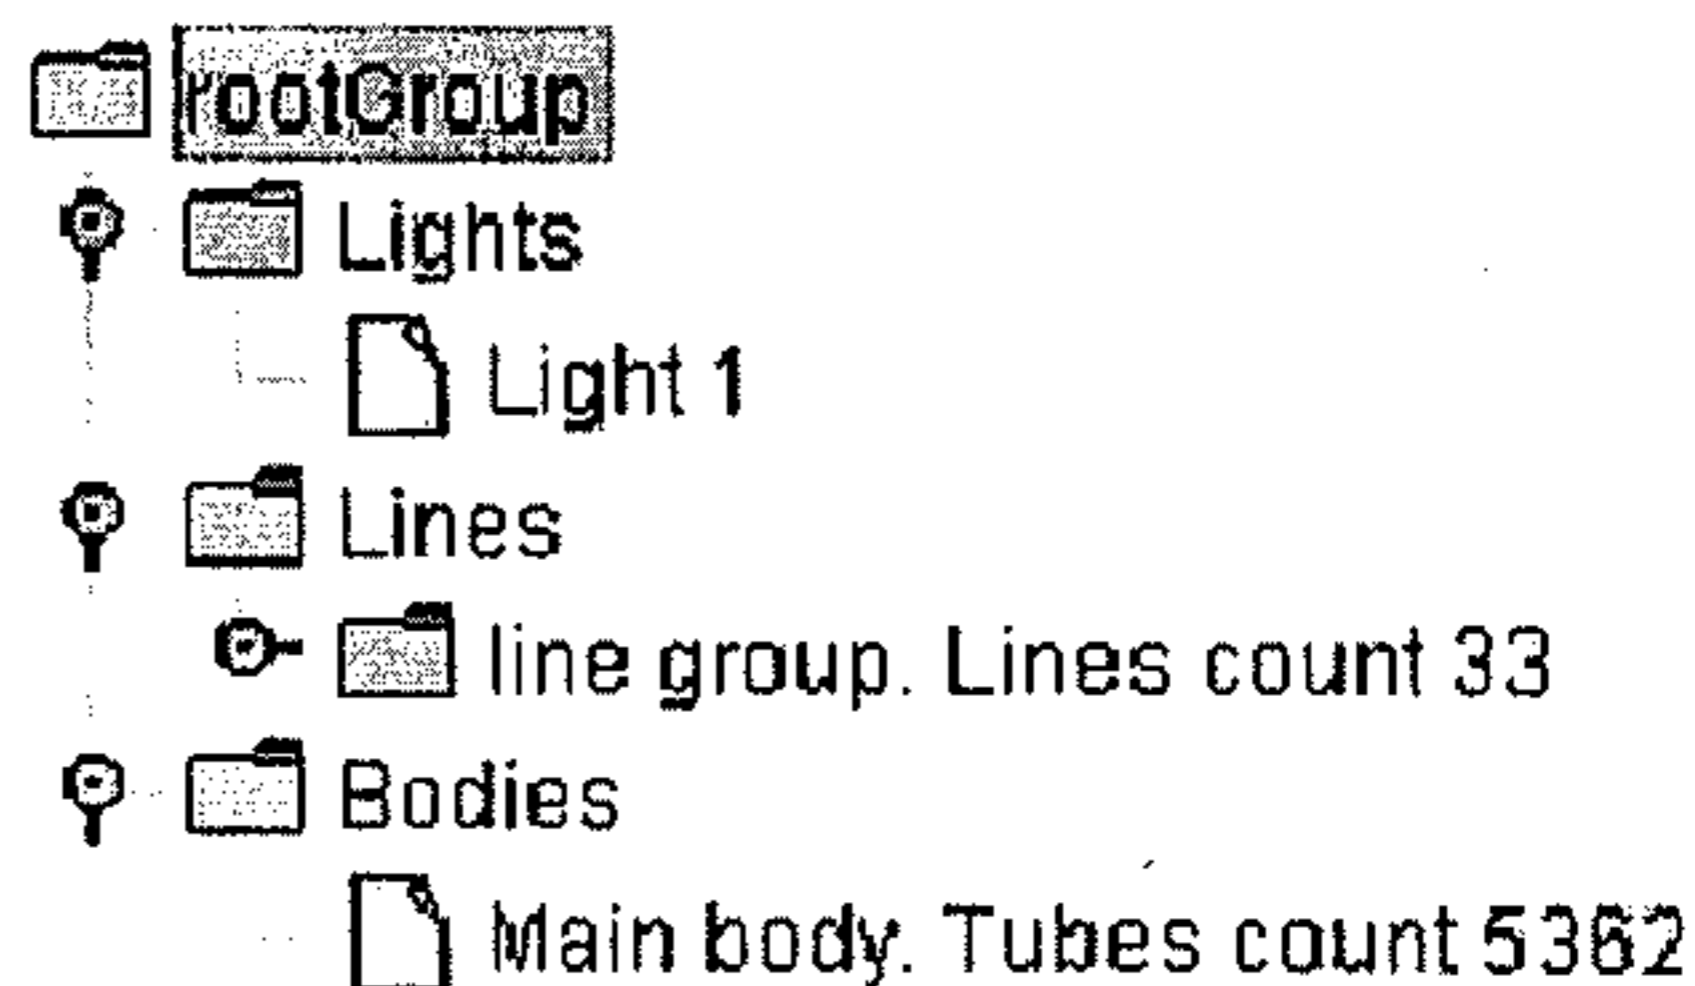 rootGroup
Lights
Light 1
Lines
line group. Lines count 33
Bodies
Main body. Tubes count 5362